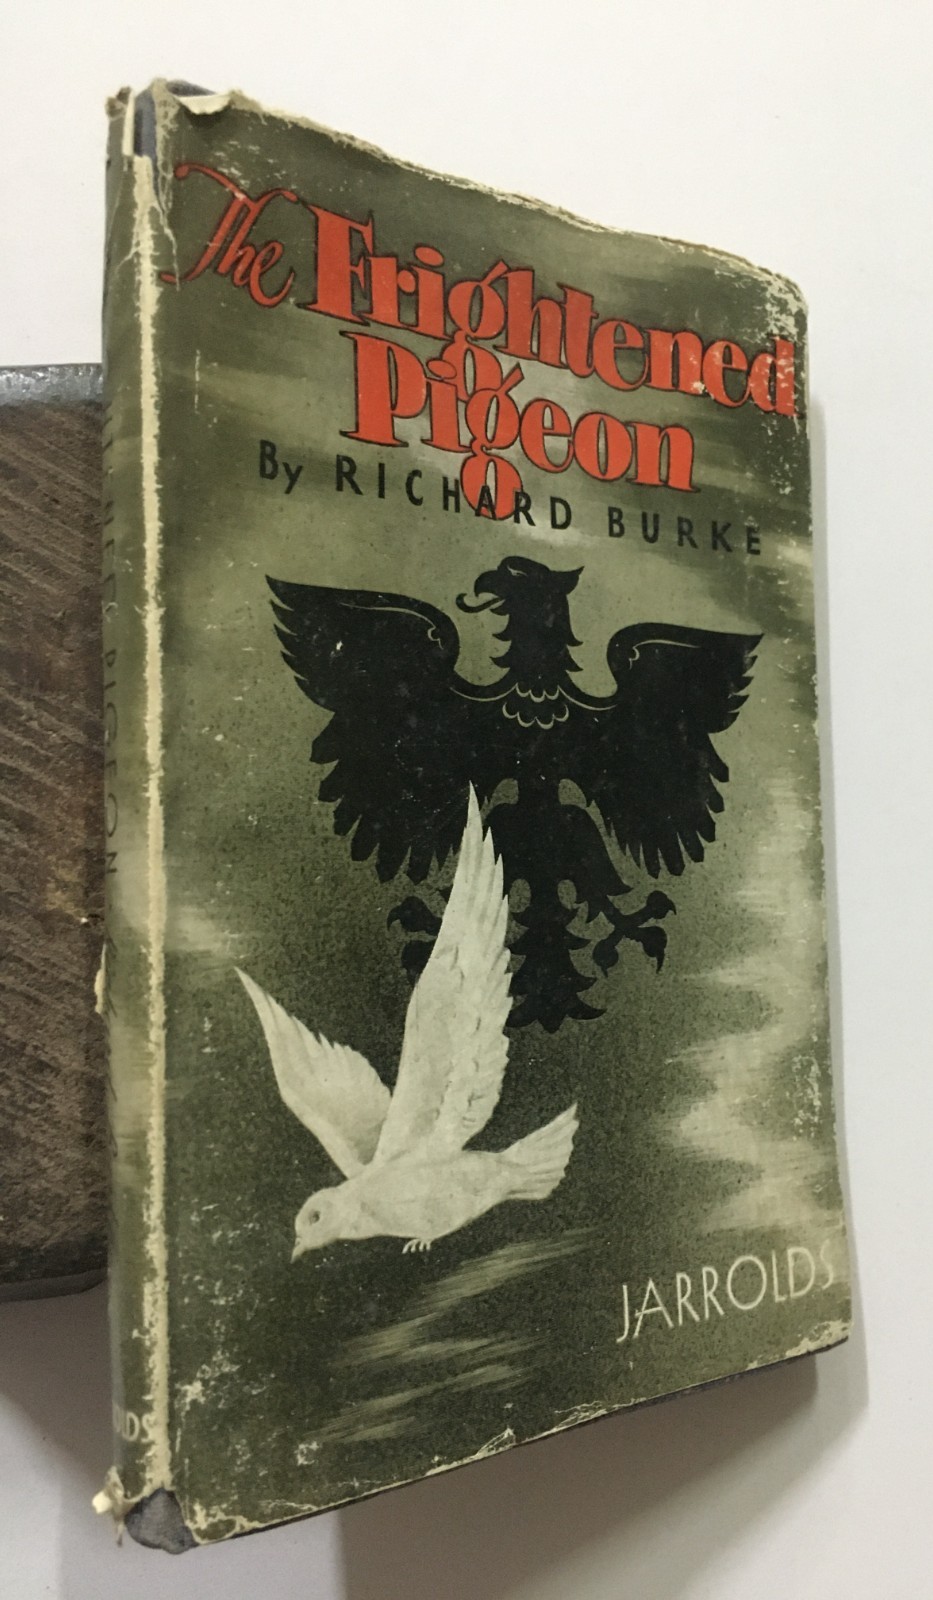 The Frightened
Pigeon
By RICHARD BURKE
JARROLDS